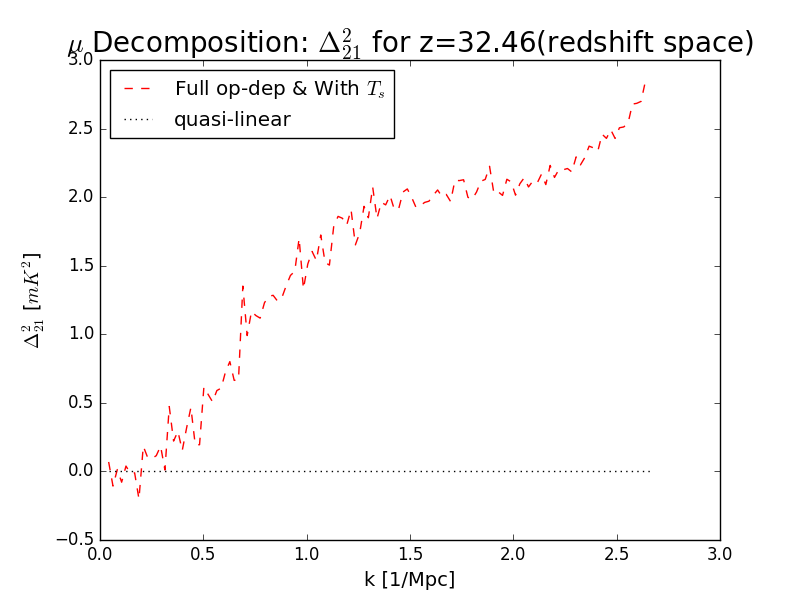 μ Decomposition: Δ²₂₁ for z=32.46(redshift space)
3.0
2.5
2.0
1.5
1.0
0.5
0.0
−0.5
Δ²₂₁ [mK²]
Full op-dep & With Tₛ
quasi-linear
0.0 0.5 1.0 1.5 2.0 2.5 3.0
k [1/Mpc]